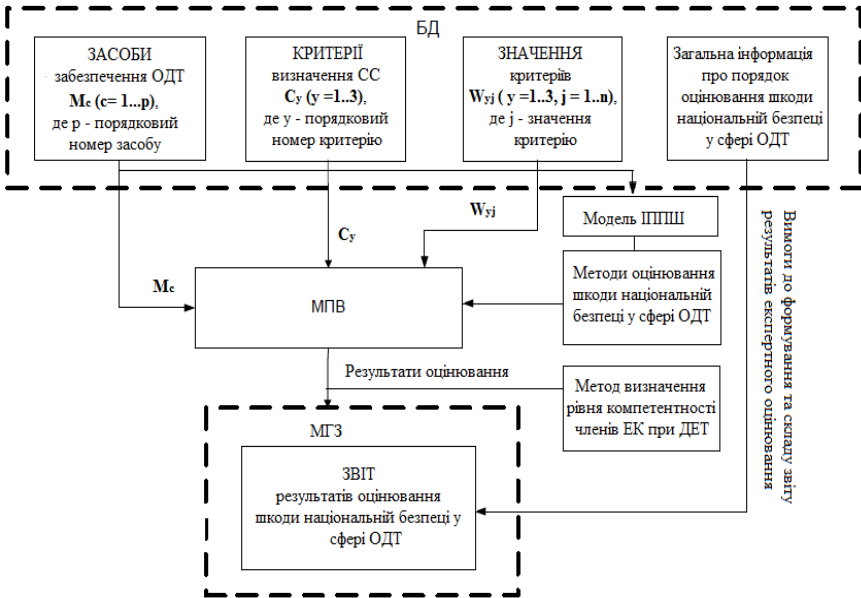 БД
ЗАСОБИ
забезпечення ОДТ
Mc (c= 1...p),
де p - порядковий
номер засобу
КРИТЕРІЇ
визначення СС
Cy (y =1..3),
де y - порядковий
номер критерію
ЗНАЧЕННЯ
критеріїв
Wyj ( y =1..3, j = 1..n),
де j - значення
критерію
Загальна інформація
про порядок
оцінювання шкоди
національній безпеці
у сфері ОДТ
Mc
Cy
Wyj
Модель ІППШ
Методи оцінювання
шкоди національній
безпеці у сфері ОДТ
МПВ
Вимоги до формування та складу звіту
результатів експертного оцінювання
Результати оцінювання
Метод визначення
рівня компетентності
членів ЕК при ДЕТ
МГЗ
ЗВІТ
результатів оцінювання
шкоди національній безпеці у
сфері ОДТ